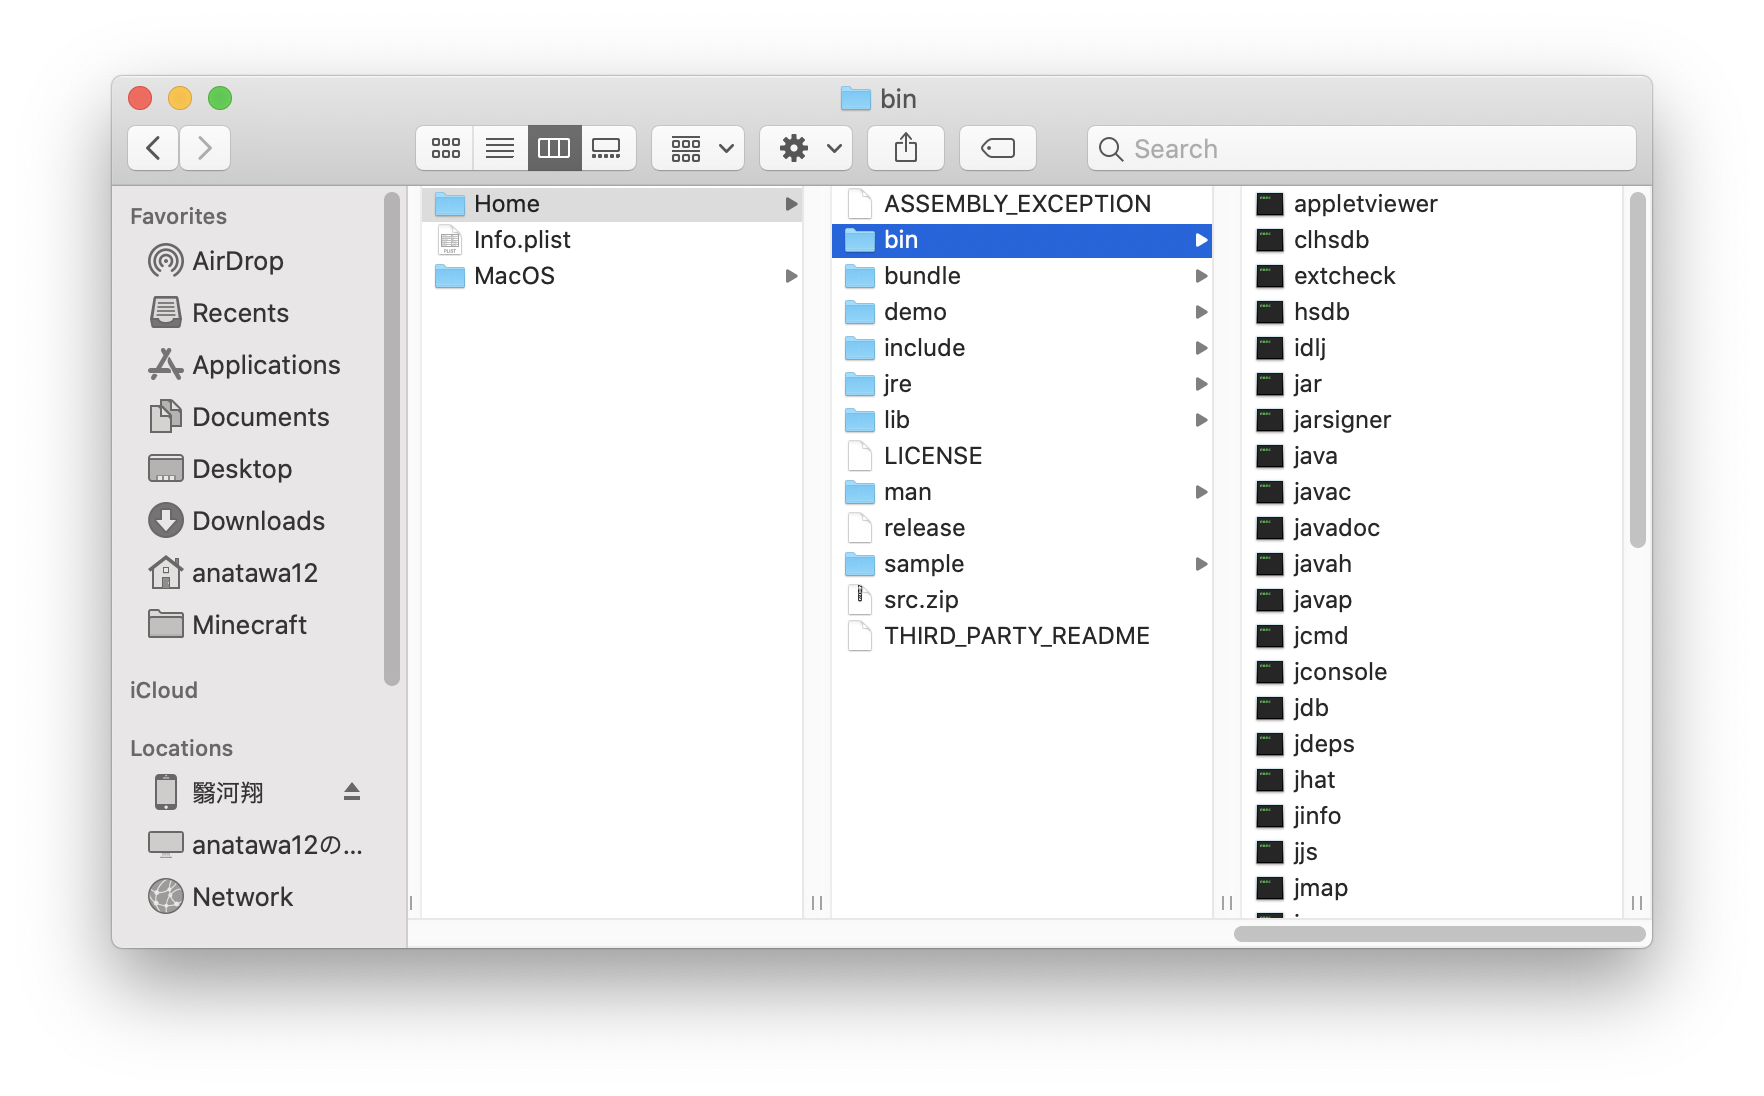 bin
Search
Favorites
AirDrop
Recents
Applications
Documents
Desktop
Downloads
anatawa12
Minecraft
iCloud
Locations
翳河翔
anatawa12の...
Network
Home
Info.plist
MacOS
ASSEMBLY_EXCEPTION
bin
bundle
demo
include
jre
lib
LICENSE
man
release
sample
src.zip
THIRD_PARTY_README
appletviewer
clhsdb
extcheck
hsdb
idlj
jar
jarsigner
java
javac
javadoc
javah
javap
jcmd
jconsole
jdb
jdeps
jhat
jinfo
jjs
jmap